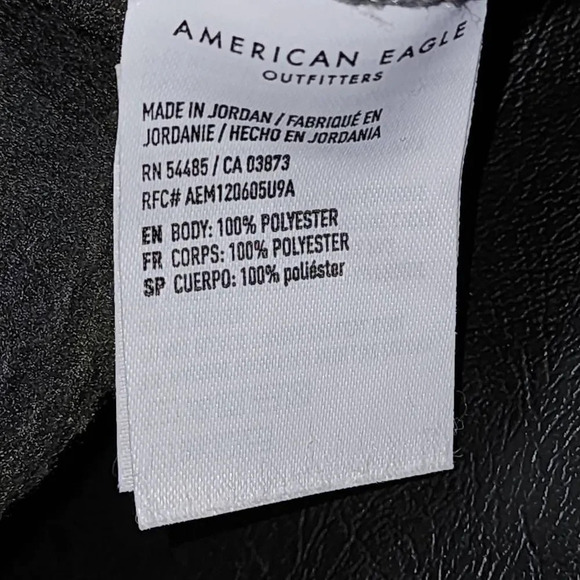 AMERICAN EAGLE
OUTFITTERS
MADE IN JORDAN / FABRIQUÉ EN
JORDANIE / HECHO EN JORDANIA
RN 54485 / CA 03873
RFC# AEM120605U9A
EN BODY: 100% POLYESTER
FR CORPS: 100% POLYESTER
SP CUERPO: 100% poliéster